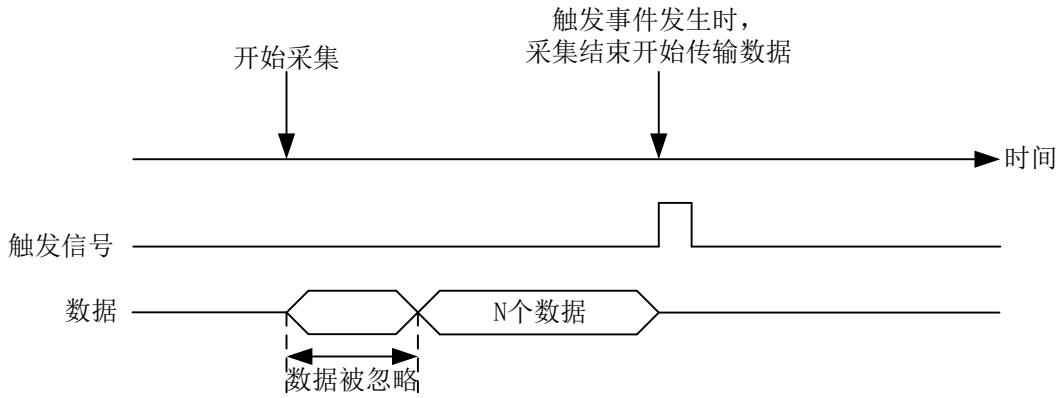 触发事件发生时，
采集结束开始传输数据
开始采集
时间
触发信号
数据
N个数据
数据被忽略